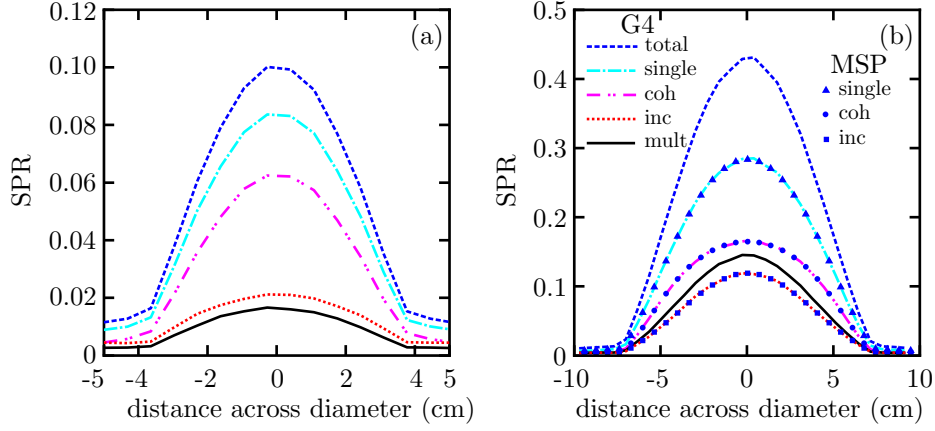 (a)
0.12
0.10
0.08
0.06
0.04
0.02
0
SPR
-5
-4
-2
0
2
4
5
distance across diameter (cm)
(b)
0.5
0.4
0.3
0.2
0.1
0
SPR
G4
total
single
coh
inc
mult
MSP
single
coh
inc
-10
-5
0
5
10
distance across diameter (cm)